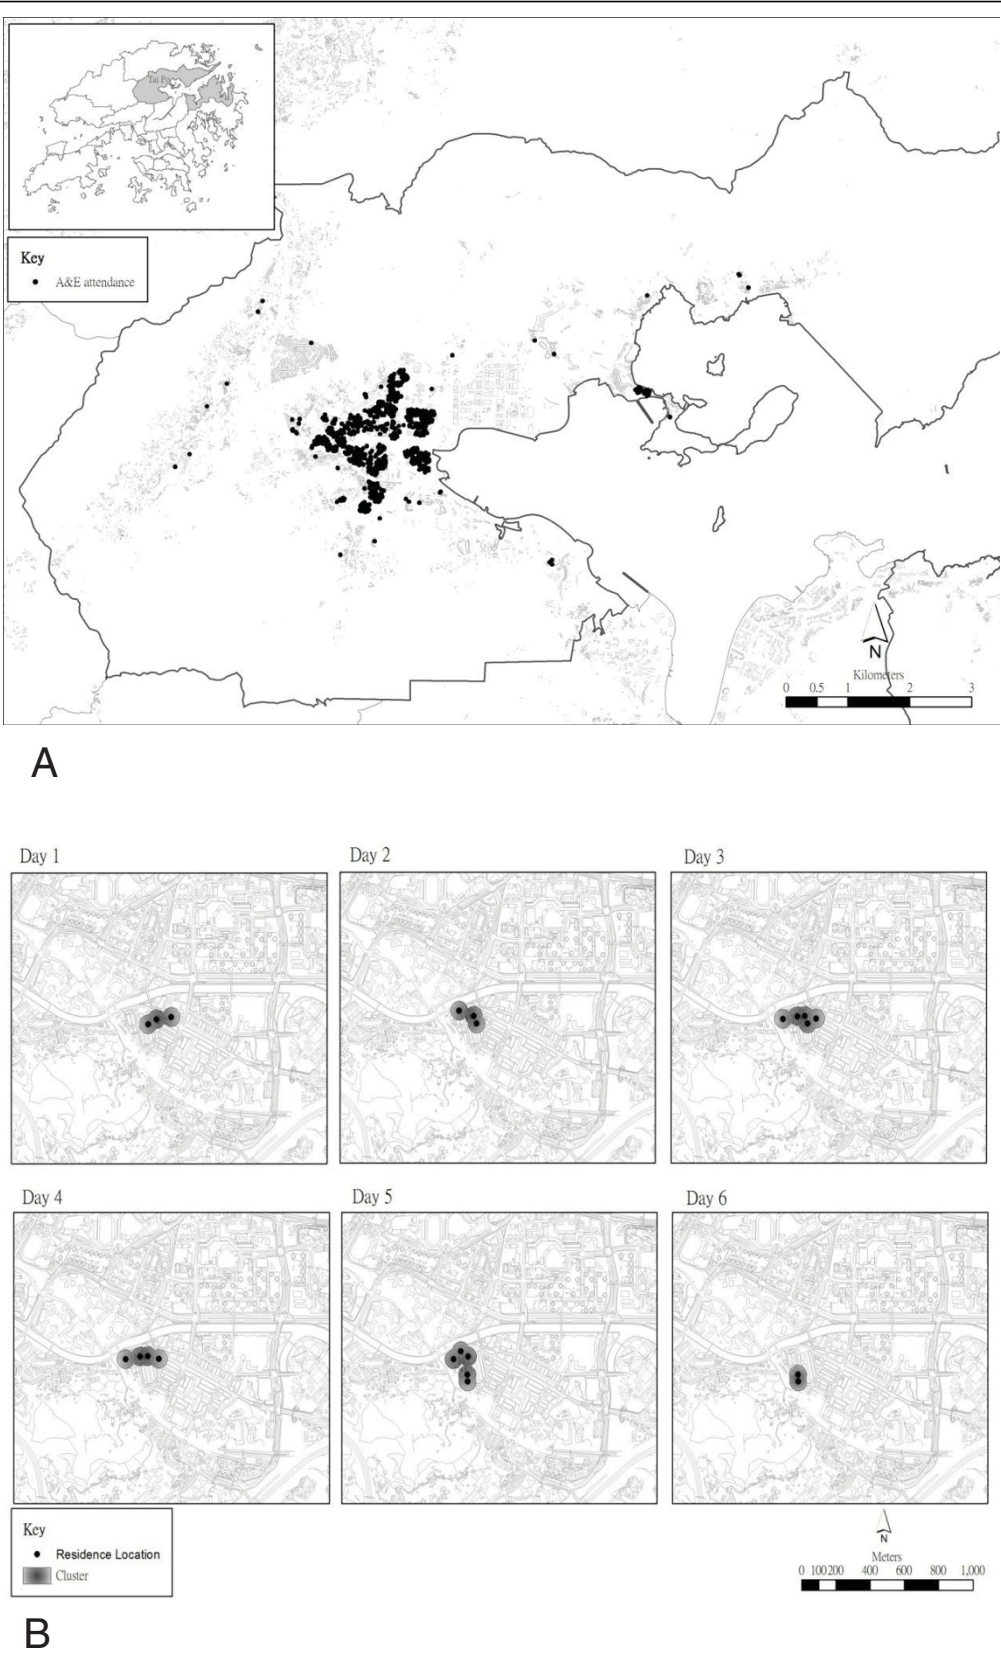 Tai Po
Key
A&E attendance
N
Kilometers
0 0.5 1 2 3
A
Day 1
Day 2
Day 3
Day 4
Day 5
Day 6
Key
Residence Location
Cluster
N
Meters
0 100 200 400 600 800 1,000
B